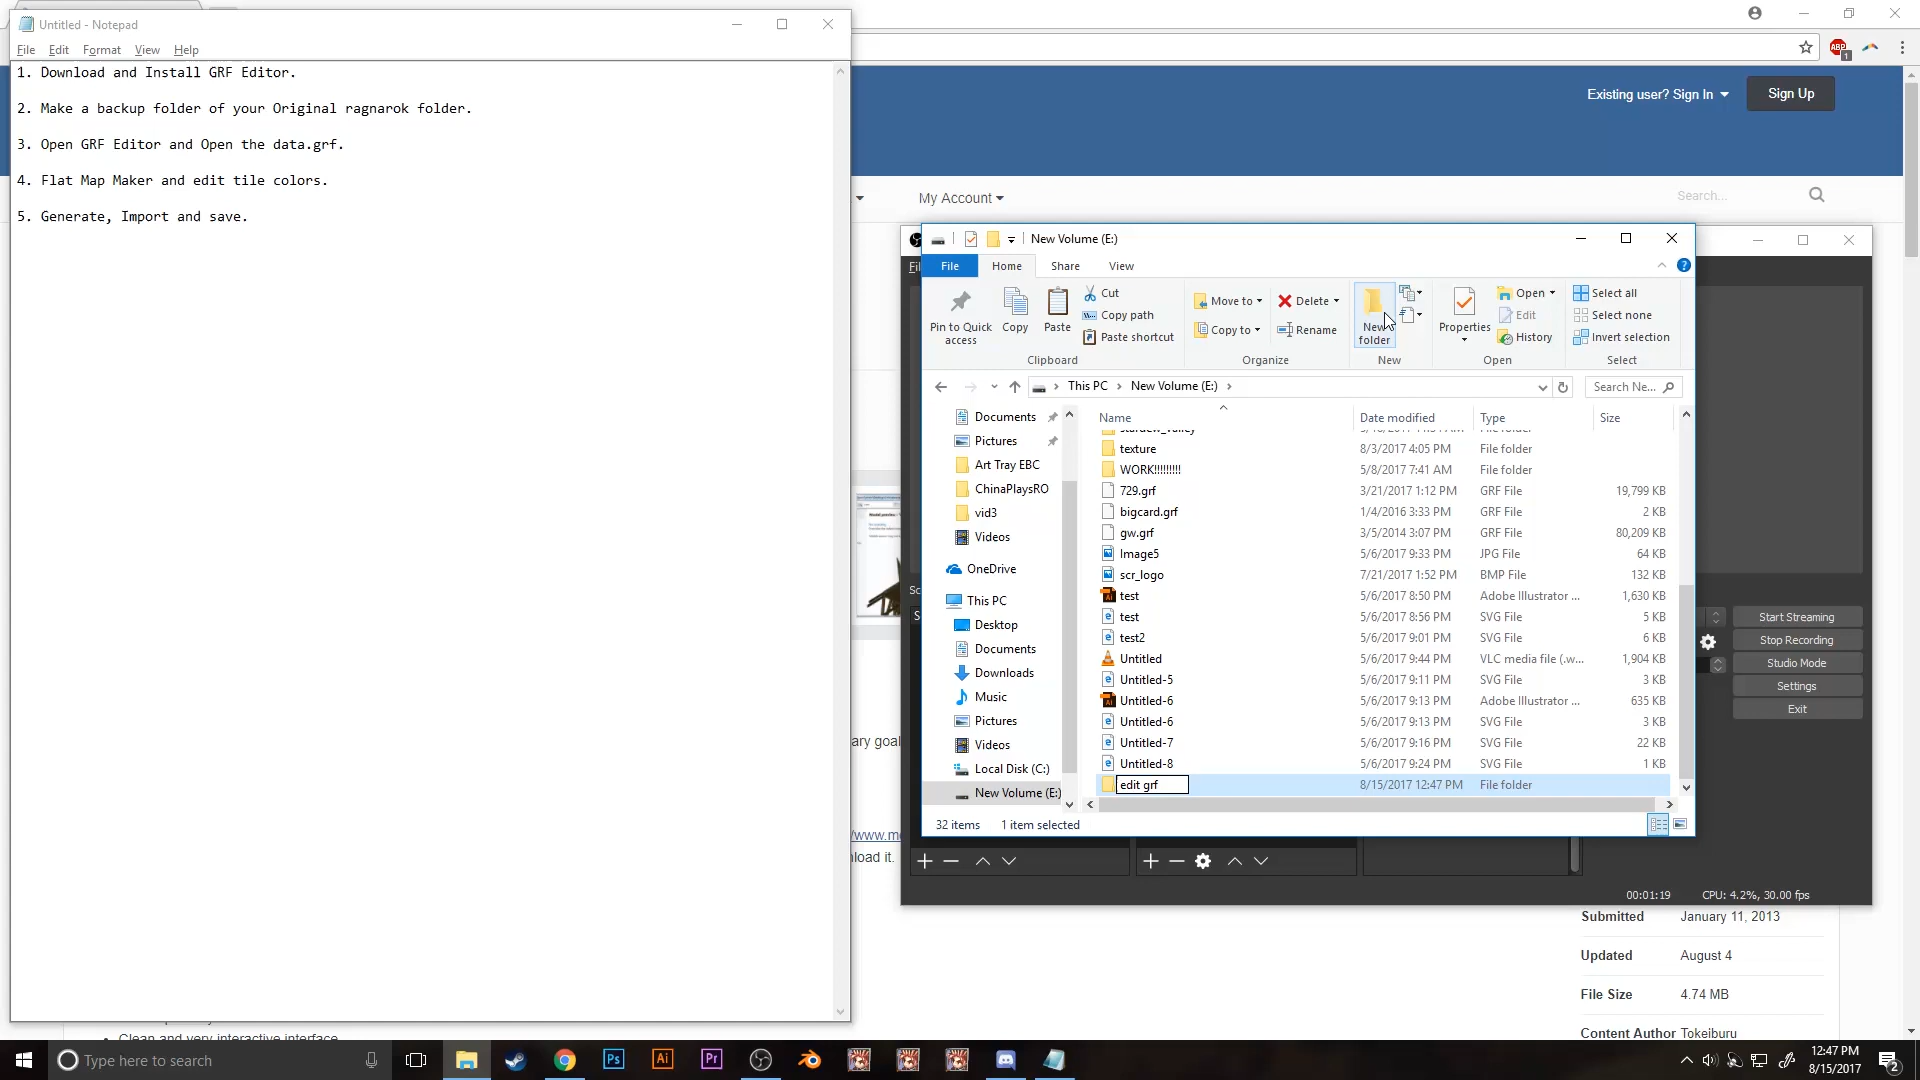 Untitled - Notepad
File Edit Format View Help
1. Download and Install GRF Editor.
2. Make a backup folder of your Original ragnarok folder.
3. Open GRF Editor and Open the data.grf.
4. Flat Map Maker and edit tile colors.
5. Generate, Import and save.
ABP
1
Existing user? Sign In
Sign Up
My Account
Search...
New Volume (E:)
File Home Share View
Pin to Quick access
Copy
Paste
Cut
Copy path
Paste shortcut
Clipboard
Move to
Copy to
Delete
Rename
Organize
New folder
New
Properties
Open
Edit
History
Open
Select all
Select none
Invert selection
Select
This PC New Volume (E:)
Search Ne...
Documents
Pictures
Art Tray EBC
ChinaPlaysRO
vid3
Videos
OneDrive
This PC
Desktop
Documents
Downloads
Music
Pictures
Videos
Local Disk (C:)
New Volume (E:)
Name Date modified Type Size
texture 8/3/2017 4:05 PM File folder
WORK!!!!!!!!! 5/8/2017 7:41 AM File folder
729.grf 3/21/2017 1:12 PM GRF File 19,799 KB
bigcard.grf 1/4/2016 3:33 PM GRF File 2 KB
gw.grf 3/5/2014 3:07 PM GRF File 80,209 KB
Image5 5/6/2017 9:33 PM JPG File 64 KB
scr_logo 7/21/2017 1:52 PM BMP File 132 KB
test 5/6/2017 8:50 PM Adobe Illustrator ... 1,630 KB
test 5/6/2017 8:56 PM SVG File 5 KB
test2 5/6/2017 9:01 PM SVG File 6 KB
Untitled 5/6/2017 9:44 PM VLC media file (.w... 1,904 KB
Untitled-5 5/6/2017 9:11 PM SVG File 3 KB
Untitled-6 5/6/2017 9:13 PM Adobe Illustrator ... 635 KB
Untitled-6 5/6/2017 9:13 PM SVG File 3 KB
Untitled-7 5/6/2017 9:16 PM SVG File 22 KB
Untitled-8 5/6/2017 9:24 PM SVG File 1 KB
edit grf 8/15/2017 12:47 PM File folder
32 items 1 item selected
Start Streaming
Stop Recording
Studio Mode
Settings
Exit
00:01:19 CPU: 4.2%, 30.00 fps
ary goal
/www.m
load it.
Submitted January 11, 2013
Updated August 4
File Size 4.74 MB
Content Author Tokeiburu
Clean and very interactive interface
Type here to search
Ps
Ai
Pr
12:47 PM
8/15/2017
2